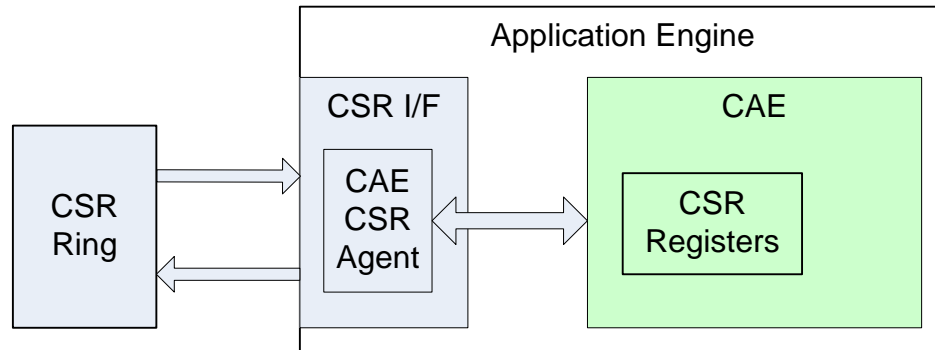 Application Engine
CSR I/F
CAE
CSR
Ring
CAE
CSR
Agent
CSR
Registers